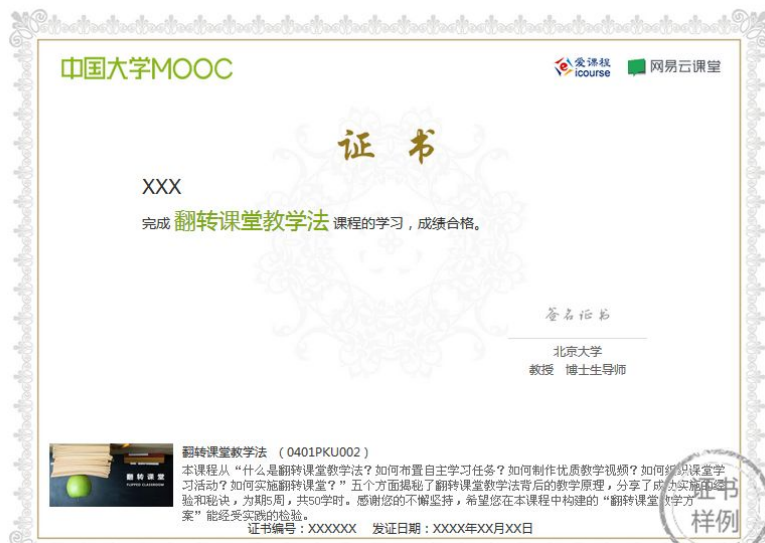 中国大学MOOC
爱课程
icourse
网易云课堂
证 书
XXX
完成 翻转课堂教学法 课程的学习，成绩合格。
签名证书
北京大学
教授 博士生导师
翻转课堂
FLIPPED CLASSROOM
翻转课堂教学法 （0401PKU002）
本课程从“什么是翻转课堂教学法？如何布置自主学习任务？如何制作优质教学视频？如何组织课堂学
习活动？如何实施翻转课堂？”五个方面揭秘了翻转课堂教学法背后的教学原理，分享了成功实施的经
验和秘诀，为期5周，共50学时。感谢您的不懈坚持，希望您在本课程中构建的“翻转课堂教学方
案”能经受实践的检验。
证书编号：XXXXXX 发证日期：XXXX年XX月XX日
证书
样例